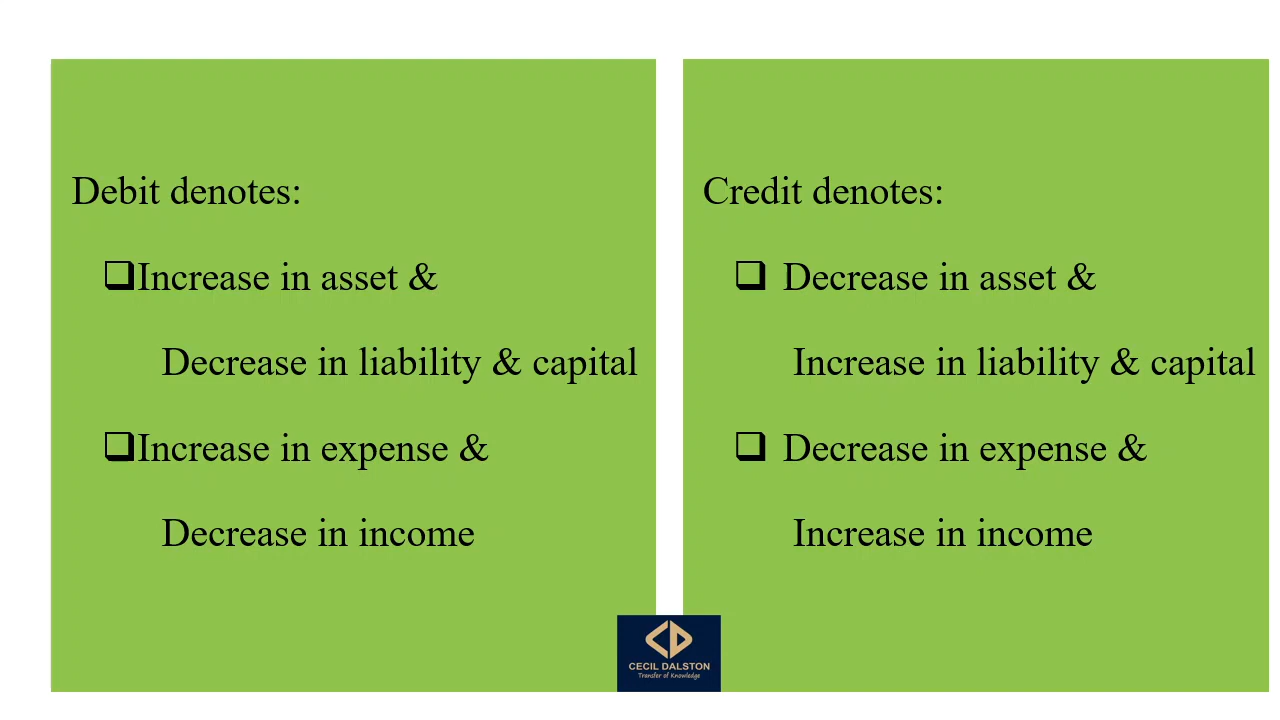 Debit denotes:
❑Increase in asset &
Decrease in liability & capital
❑Increase in expense &
Decrease in income
Credit denotes:
❑ Decrease in asset &
Increase in liability & capital
❑ Decrease in expense &
Increase in income
CECIL DALSTON
Transfer of Knowledge